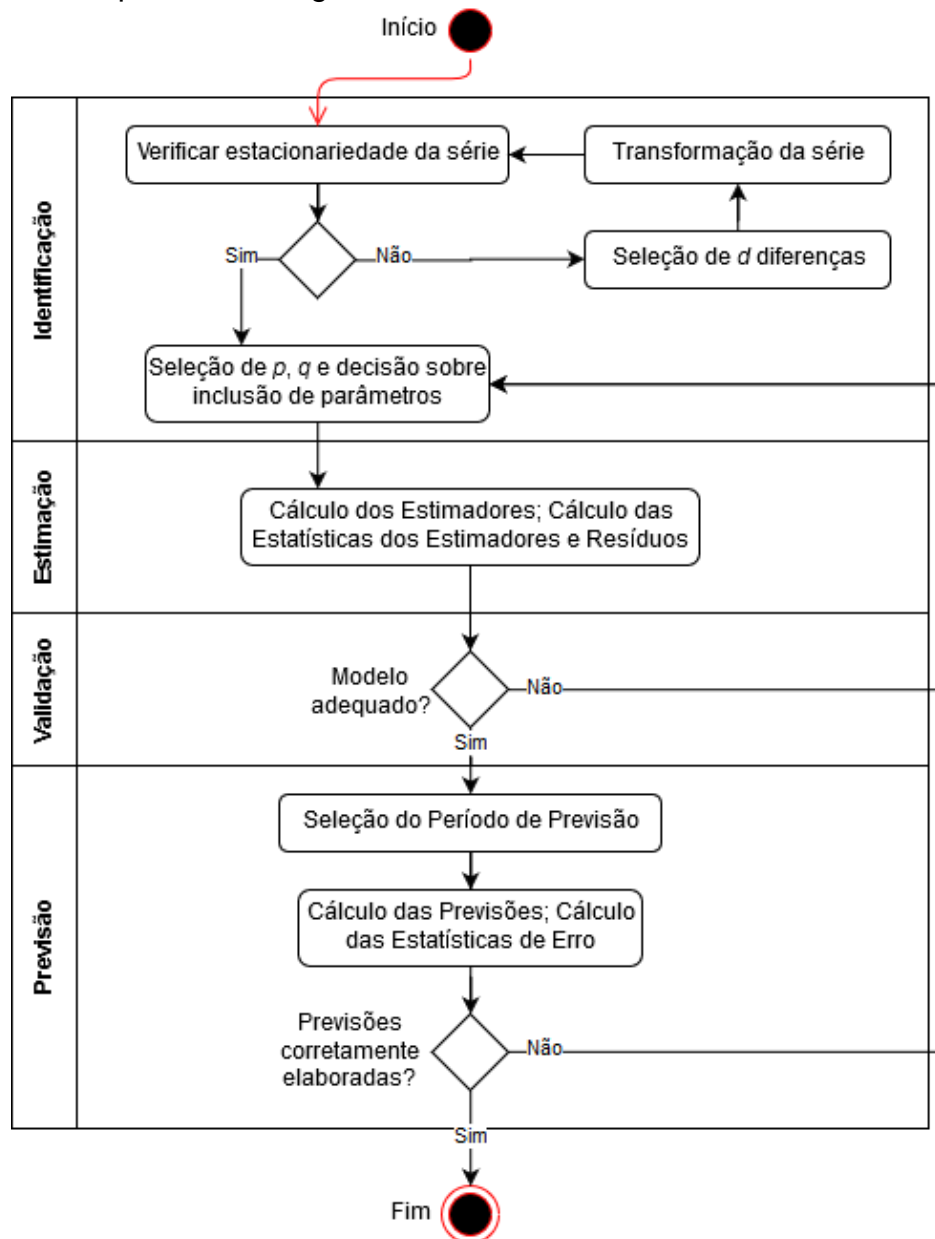 Início
Identificação
Verificar estacionariedade da série
Transformação da série
Sim
Não
Seleção de d diferenças
Seleção de p, q e decisão sobre
inclusão de parâmetros
Estimação
Cálculo dos Estimadores; Cálculo das
Estatísticas dos Estimadores e Resíduos
Validação
Modelo
adequado?
Não
Sim
Previsão
Seleção do Período de Previsão
Cálculo das Previsões; Cálculo
das Estatísticas de Erro
Previsões
corretamente
elaboradas?
Não
Sim
Fim